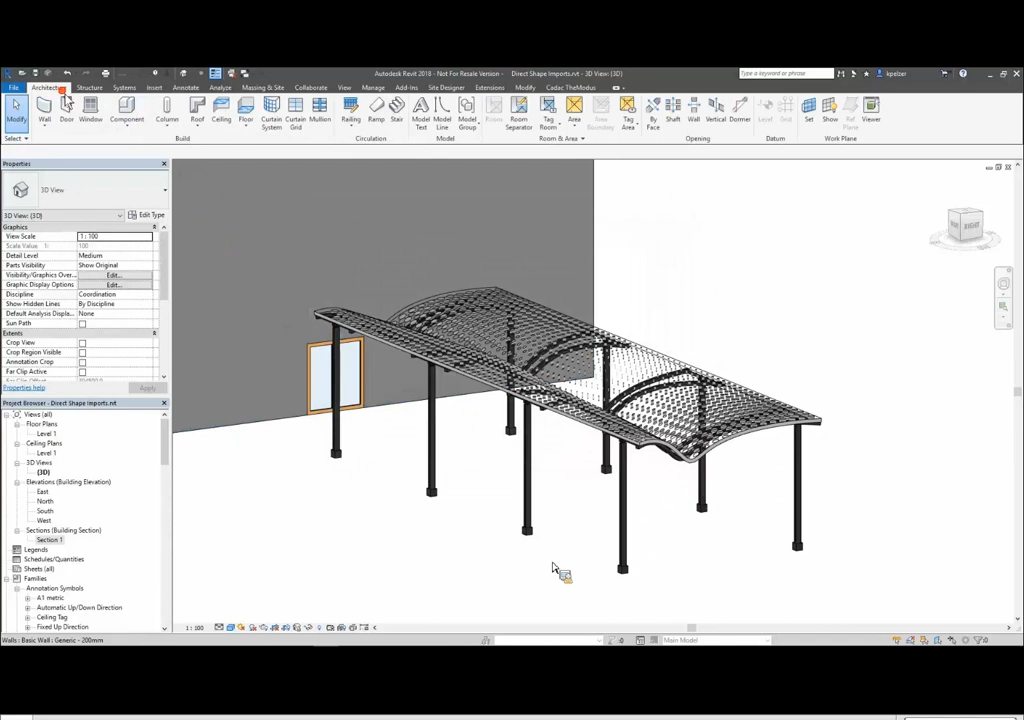 Autodesk Revit 2018 - Not For Resale Version - Direct Shape Imports.rvt - 3D View: {3D}
Type a keyword or phrase
kpelzer
File Architecture Structure Systems Insert Annotate Analyze Massing & Site Collaborate View Manage Add-Ins Site Designer Extensions Modify Cadac TheModus
Modify Wall Door Window Component Column Roof Ceiling Floor Curtain System Curtain Grid Mullion Railing Ramp Stair Model Text Model Line Model Group Room Room Separator Tag Room Area Area Boundary Tag Area By Face Shaft Wall Vertical Dormer Level Grid Set Show Ref Plane Viewer
Select Build Circulation Model Room & Area Opening Datum Work Plane
Properties
3D View
3D View: {3D} Edit Type
Graphics
View Scale 1 : 100
Scale Value 1: 100
Detail Level Medium
Parts Visibility Show Original
Visibility/Graphics Over... Edit...
Graphic Display Options Edit...
Discipline Coordination
Show Hidden Lines By Discipline
Default Analysis Displa... None
Sun Path
Extents
Crop View
Crop Region Visible
Annotation Crop
Far Clip Active
Properties help Apply
Project Browser - Direct Shape Imports.rvt
Views (all)
Floor Plans
Level 1
Ceiling Plans
Level 1
3D Views
{3D}
Elevations (Building Elevation)
East
North
South
West
Sections (Building Section)
Section 1
Legends
Schedules/Quantities
Sheets (all)
Families
Annotation Symbols
A1 metric
Automatic Up/Down Direction
Ceiling Tag
Fixed Up Direction
RIGHT
1 : 100
Walls : Basic Wall : Generic - 200mm
:0
Main Model
:0